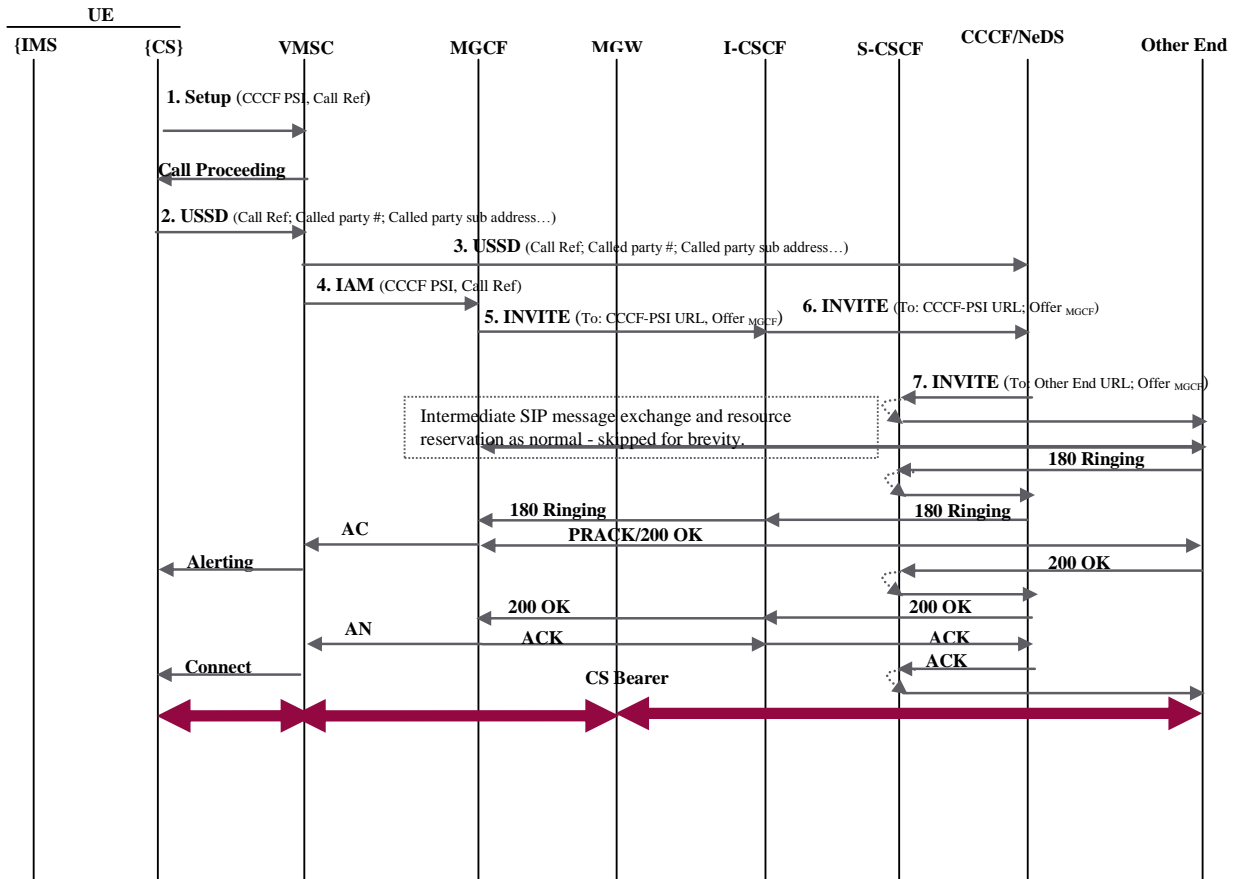 UE
{IMS {CS} VMSC MGCF MGW I-CSCF S-CSCF CCCF/NeDS Other End
1. Setup (CCCF PSI, Call Ref)
Call Proceeding
2. USSD (Call Ref; Called party #; Called party sub address…)
3. USSD (Call Ref; Called party #; Called party sub address…)
4. IAM (CCCF PSI, Call Ref)
5. INVITE (To: CCCF-PSI URL, Offer MGCF)
6. INVITE (To: CCCF-PSI URL; Offer MGCF)
7. INVITE (To: Other End URL; Offer MGCF)
Intermediate SIP message exchange and resource
reservation as normal - skipped for brevity.
180 Ringing
180 Ringing 180 Ringing
AC PRACK/200 OK
Alerting 200 OK
200 OK 200 OK
AN ACK ACK
Connect ACK
CS Bearer